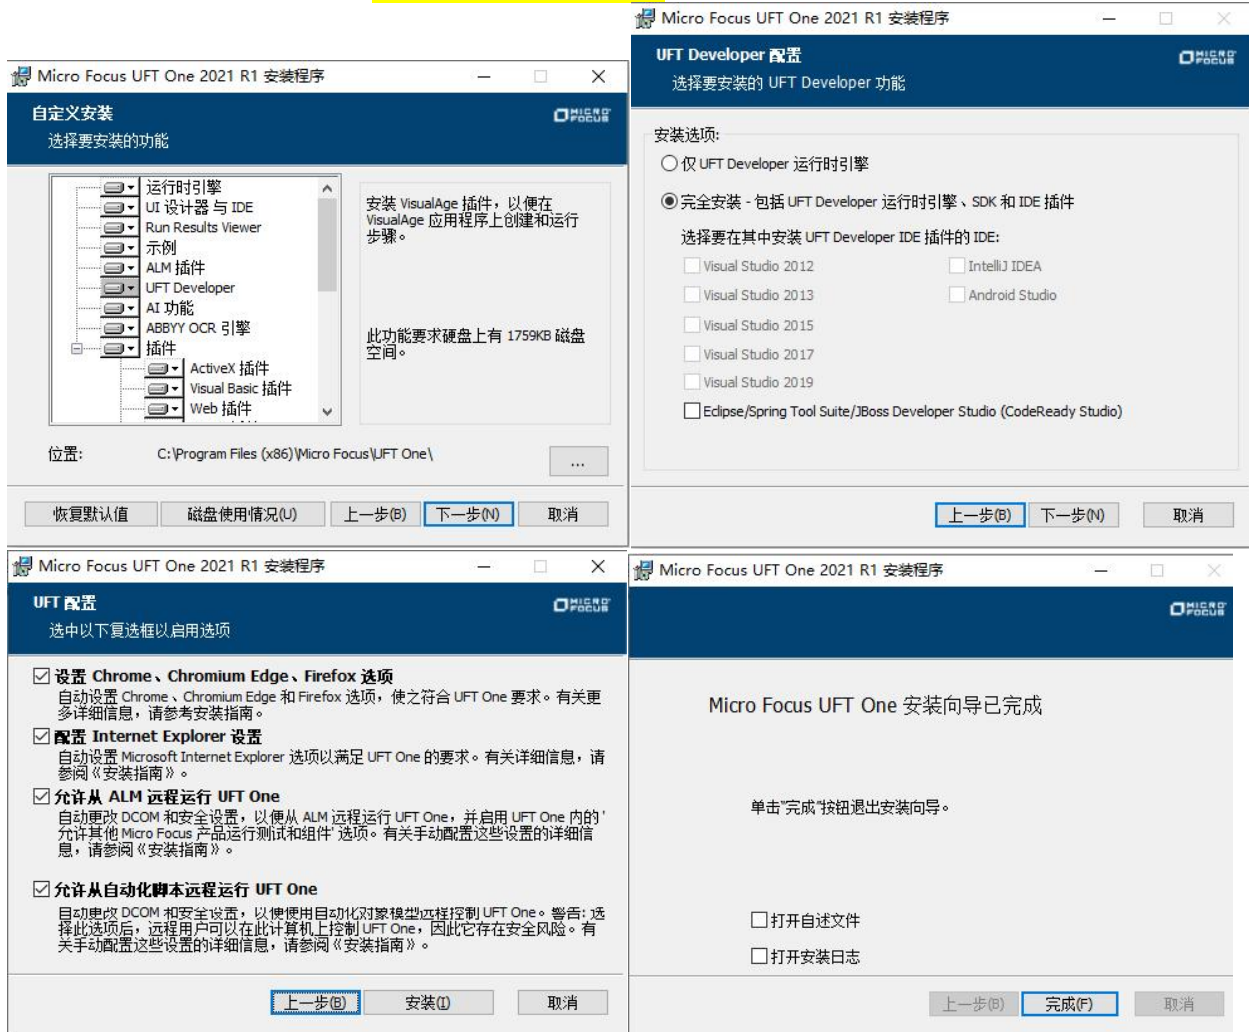 Micro Focus UFT One 2021 R1 安装程序
自定义安装
选择要安装的功能
MICRO FOCUS
运行时引擎
UI 设计器与 IDE
Run Results Viewer
示例
ALM 插件
UFT Developer
AI 功能
ABBYY OCR 引擎
插件
ActiveX 插件
Visual Basic 插件
Web 插件
安装 VisualAge 插件，以便在
VisualAge 应用程序上创建和运行
步骤。
此功能要求硬盘上有 1759KB 磁盘
空间。
位置:
C:\Program Files (x86)\Micro Focus\UFT One\
...
恢复默认值
磁盘使用情况(U)
上一步(B)
下一步(N)
取消
Micro Focus UFT One 2021 R1 安装程序
UFT Developer 配置
选择要安装的 UFT Developer 功能
MICRO FOCUS
安装选项:
仅 UFT Developer 运行时引擎
完全安装 - 包括 UFT Developer 运行时引擎、SDK 和 IDE 插件
选择要在其中安装 UFT Developer IDE 插件的 IDE:
Visual Studio 2012
IntelliJ IDEA
Visual Studio 2013
Android Studio
Visual Studio 2015
Visual Studio 2017
Visual Studio 2019
Eclipse/Spring Tool Suite/JBoss Developer Studio (CodeReady Studio)
上一步(B)
下一步(N)
取消
Micro Focus UFT One 2021 R1 安装程序
UFT 配置
选中以下复选框以启用选项
MICRO FOCUS
设置 Chrome、Chromium Edge、Firefox 选项
自动设置 Chrome、Chromium Edge 和 Firefox 选项，使之符合 UFT One 要求。有关更
多详细信息，请参考安装指南。
配置 Internet Explorer 设置
自动设置 Microsoft Internet Explorer 选项以满足 UFT One 的要求。有关详细信息，请
参阅《安装指南》。
允许从 ALM 远程运行 UFT One
自动更改 DCOM 和安全设置，以便从 ALM 远程运行 UFT One，并启用 UFT One 内的'
允许其他 Micro Focus 产品运行测试和组件' 选项。有关手动配置这些设置的详细信
息，请参阅《安装指南》。
允许从自动化脚本远程运行 UFT One
自动更改 DCOM 和安全设置，以便使用自动化对象模型远程控制 UFT One。警告: 选
择此选项后，远程用户可以在此计算机上控制 UFT One，因此它存在安全风险。有
关手动配置这些设置的详细信息，请参阅《安装指南》。
上一步(B)
安装(I)
取消
Micro Focus UFT One 2021 R1 安装程序
MICRO FOCUS
Micro Focus UFT One 安装向导已完成
单击"完成"按钮退出安装向导。
打开自述文件
打开安装日志
上一步(B)
完成(F)
取消